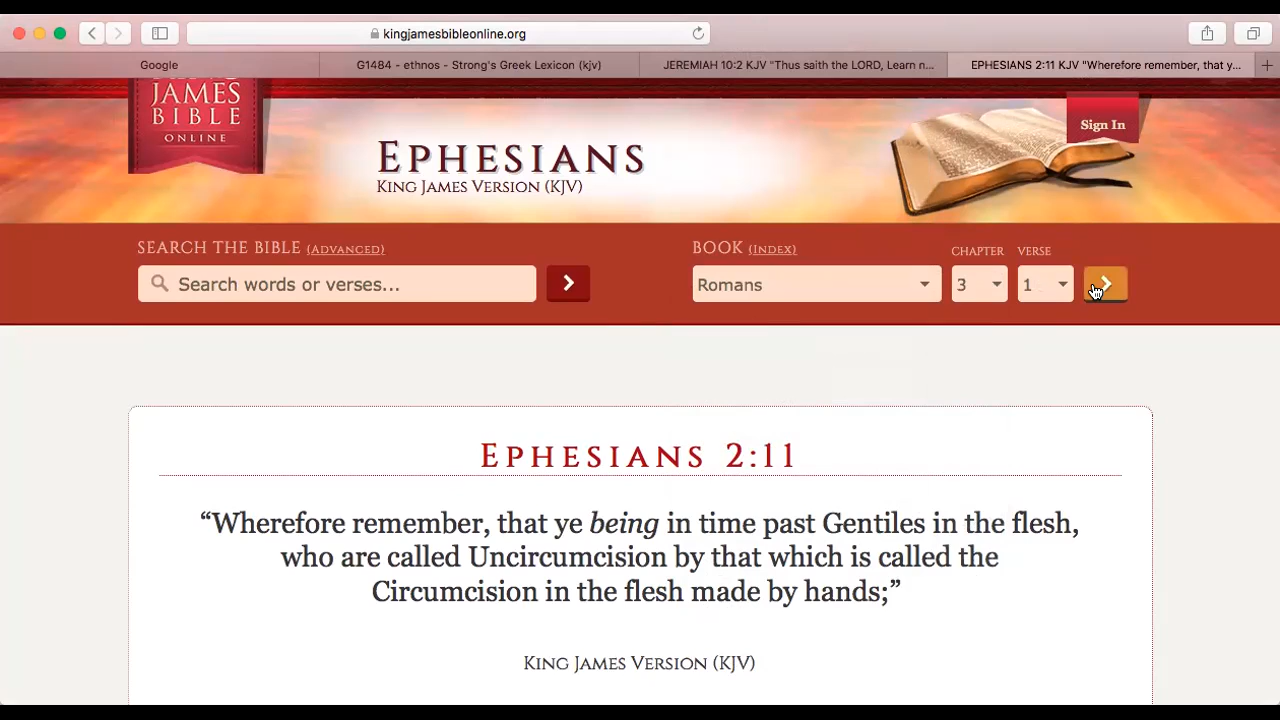 kingjamesbibleonline.org
Google
G1484 - ethnos - Strong's Greek Lexicon (kjv)
JEREMIAH 10:2 KJV "Thus saith the LORD, Learn n...
EPHESIANS 2:11 KJV "Wherefore remember, that y...
JAMES
BIBLE
ONLINE
EPHESIANS
KING JAMES VERSION (KJV)
Sign In
SEARCH THE BIBLE (ADVANCED)
BOOK (INDEX)
CHAPTER
VERSE
Search words or verses...
Romans
3
1
EPHESIANS 2:11
“Wherefore remember, that ye being in time past Gentiles in the flesh,
who are called Uncircumcision by that which is called the
Circumcision in the flesh made by hands;”
KING JAMES VERSION (KJV)